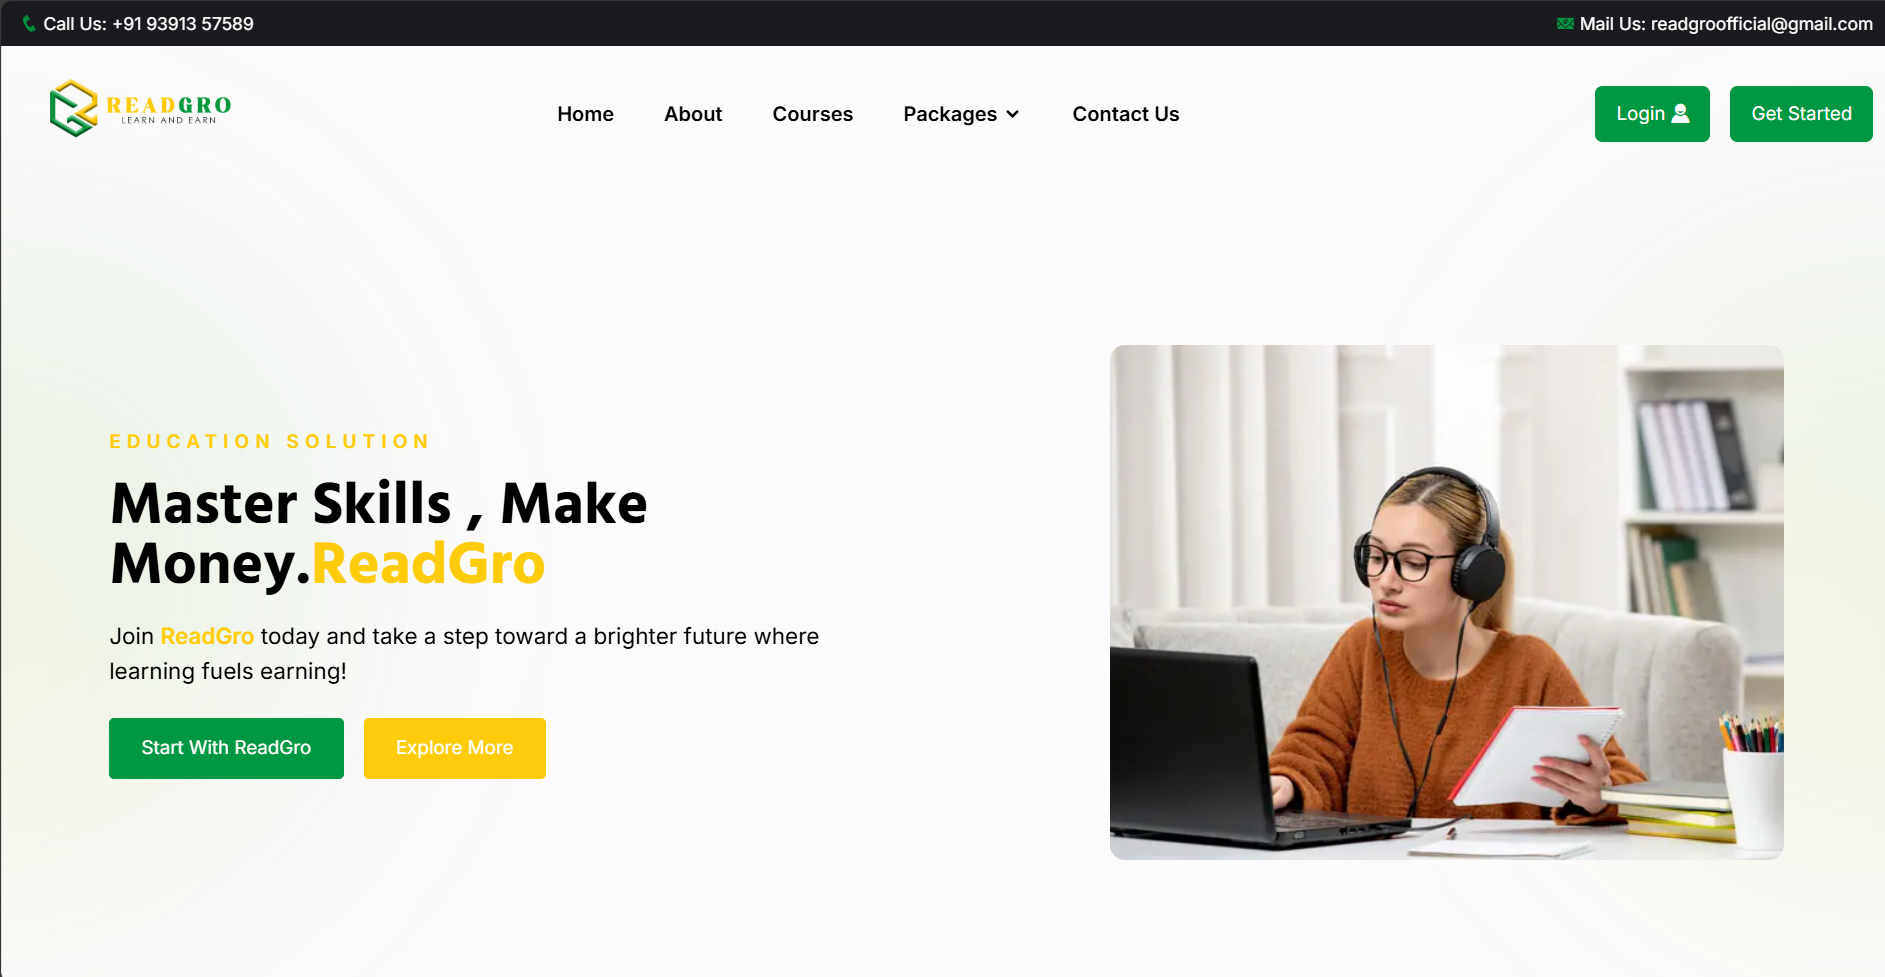 Call Us: +91 93913 57589
Mail Us: readgroofficial@gmail.com
READGRO
LEARN AND EARN
Home
About
Courses
Packages
Contact Us
Login
Get Started
EDUCATION SOLUTION
Master Skills , Make
Money.ReadGro
Join ReadGro today and take a step toward a brighter future where
learning fuels earning!
Start With ReadGro
Explore More